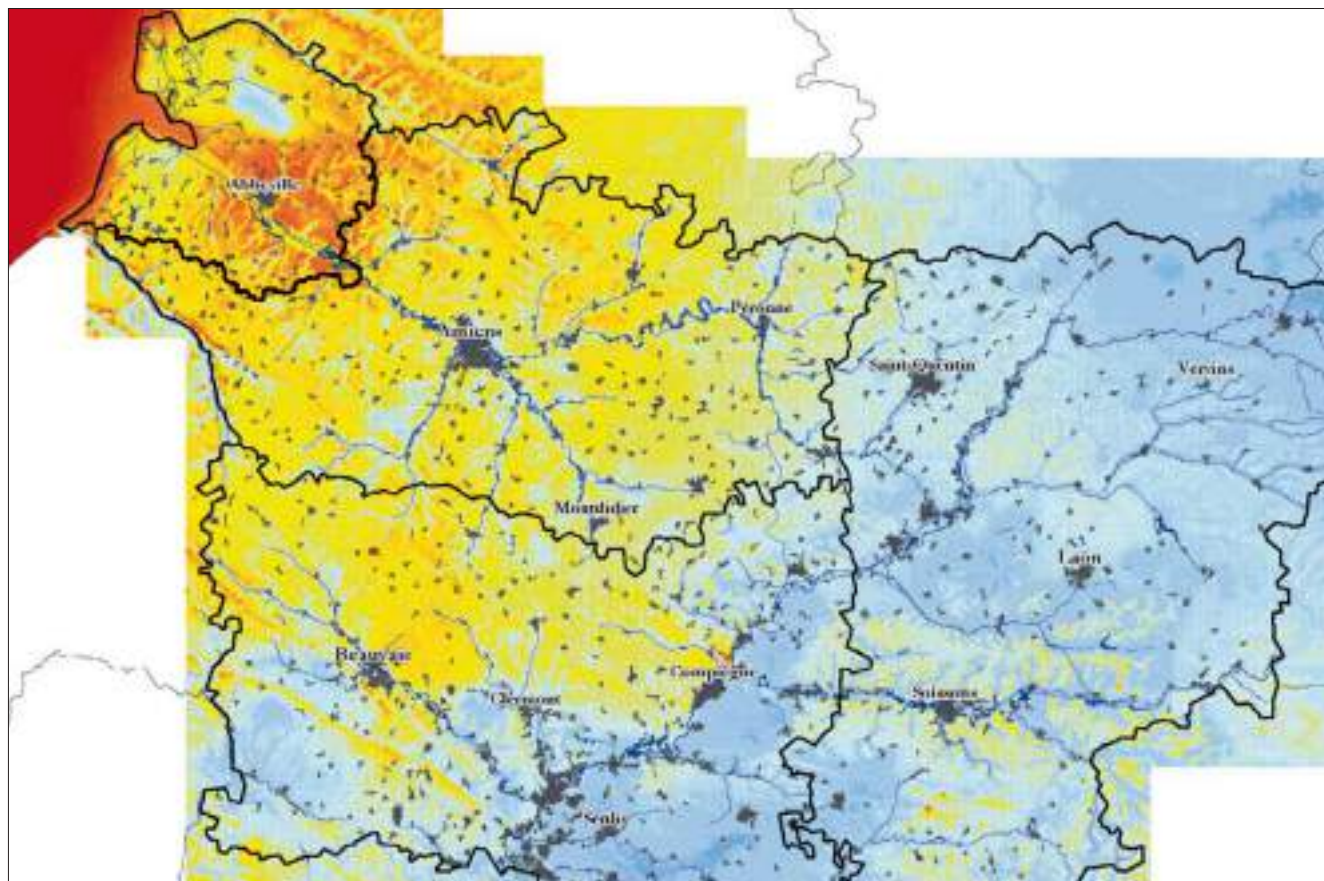 Abbeville
Amiens
Péronne
Saint-Quentin
Vervins
Montdidier
Laon
Beauvais
Compiègne
Clermont
Soissons
Senlis